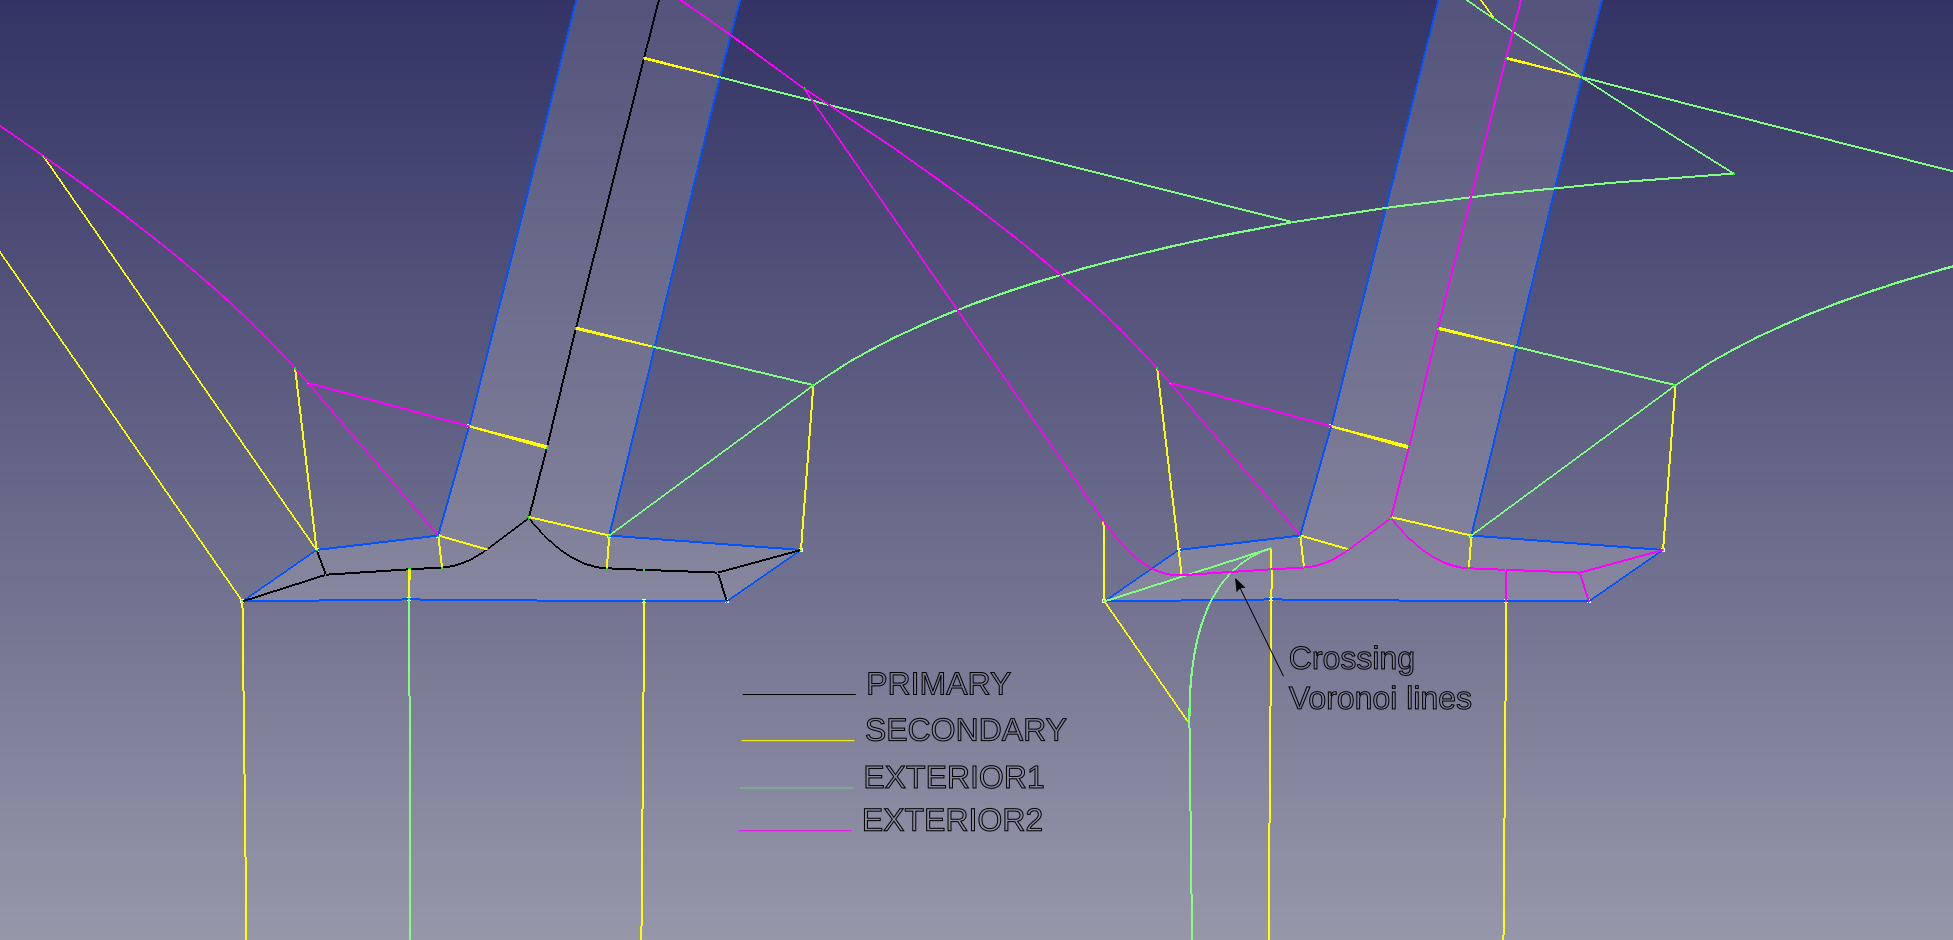 Crossing
Voronoi lines
PRIMARY
SECONDARY
EXTERIOR1
EXTERIOR2